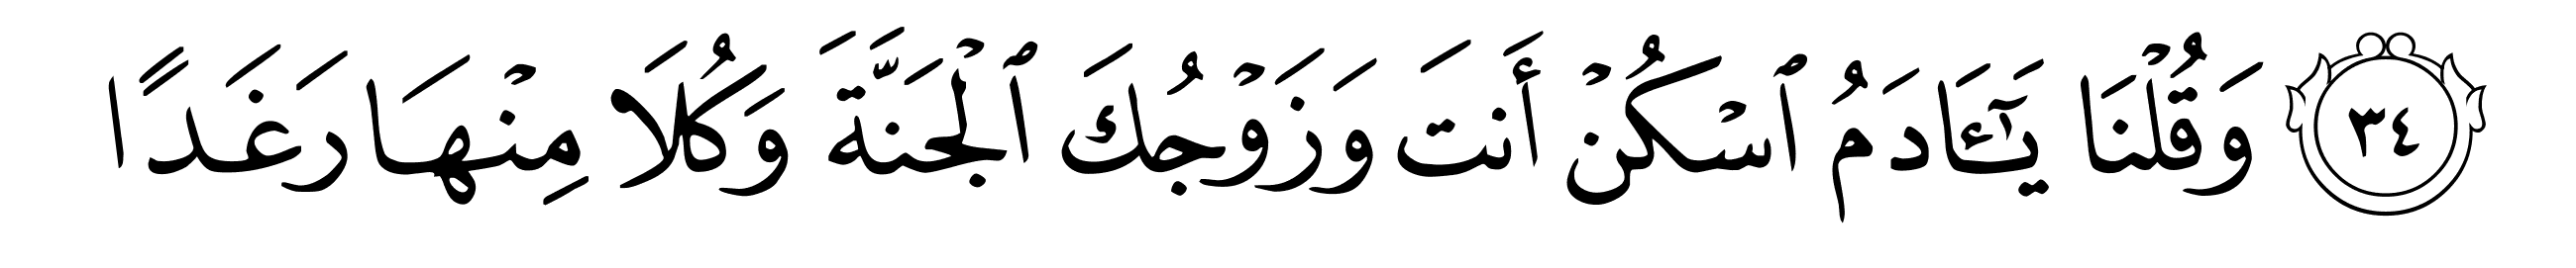 ٣٤ وَقُلْنَا يَـٰٓـَٔادَمُ ٱسْكُنْ أَنتَ وَزَوْجُكَ ٱلْجَنَّةَ وَكُلَا مِنْهَا رَغَدًا